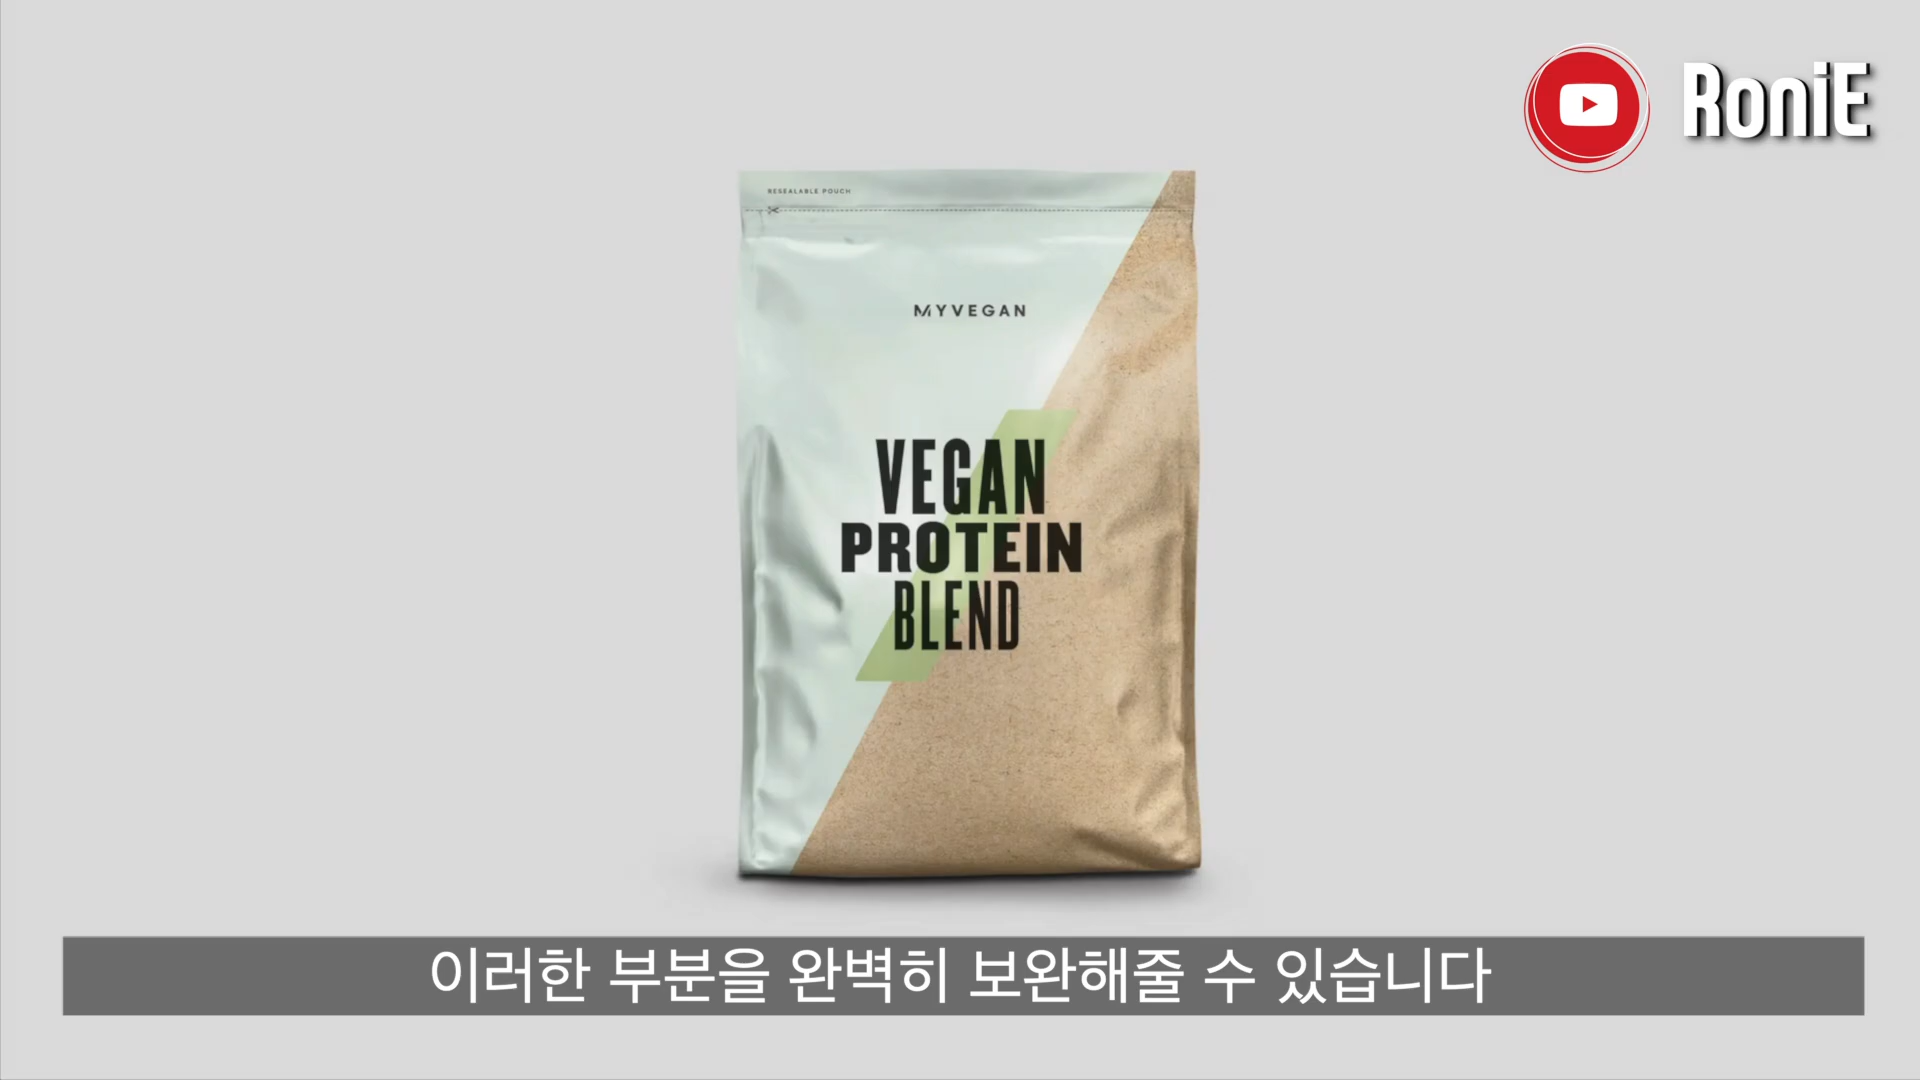 RoniE
RESEALABLE POUCH
MYVEGAN
VEGAN
PROTEIN
BLEND
이러한 부분을 완벽히 보완해줄 수 있습니다